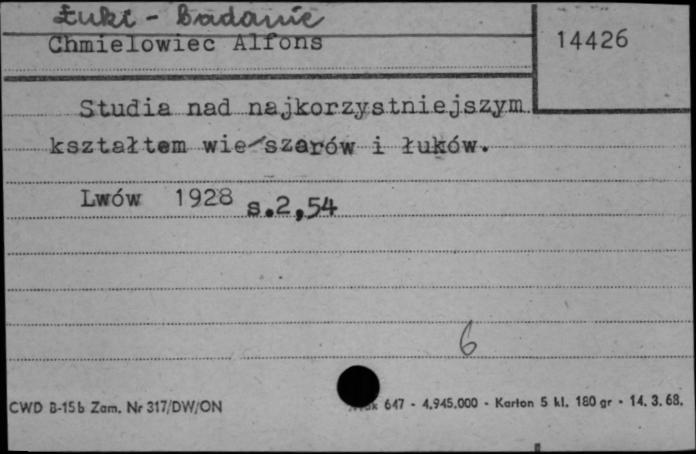 Łuki - Badanie
Chmielowiec Alfons
14426
Studia nad najkorzystniejszym
kształtem wie-szarów i łuków.
Lwów 1928 s.2,54
6
CWD B-15b Zam. Nr 317/DW/ON
647 - 4.945.000 - Karton 5 kl. 180 gr - 14. 3. 68.